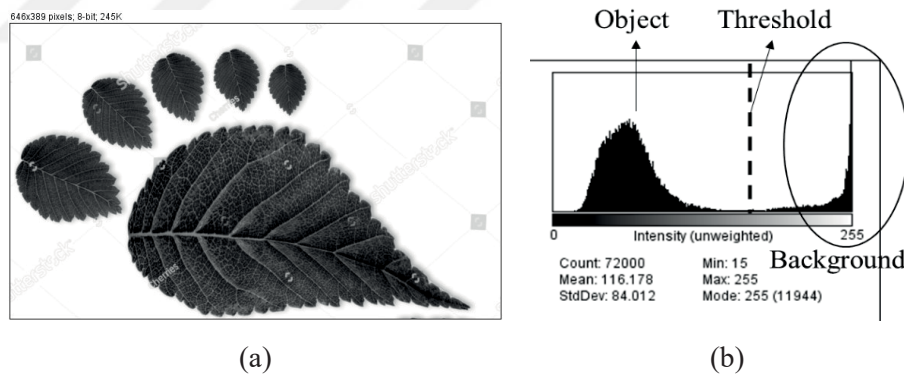 646x389 pixels; 8-bit; 245K
shutterstock
Object Threshold
0 Intensity (unweighted) 255
Background
Count: 72000 Min: 15
Mean: 116.178 Max: 255
StdDev: 84.012 Mode: 255 (11944)
(a) (b)